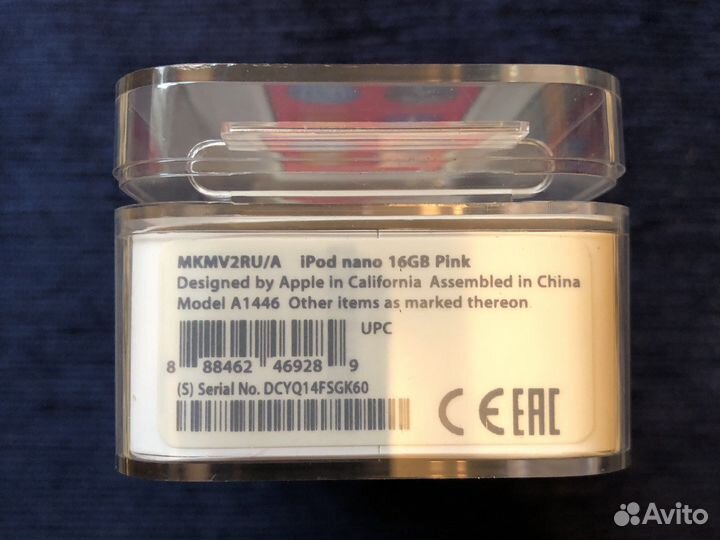 MKMV2RU/A iPod nano 16GB Pink
Designed by Apple in California Assembled in China
Model A1446 Other items as marked thereon
UPC
8 88462 46928 9
(S) Serial No. DCYQ14FSGK60
CE EAC
Avito